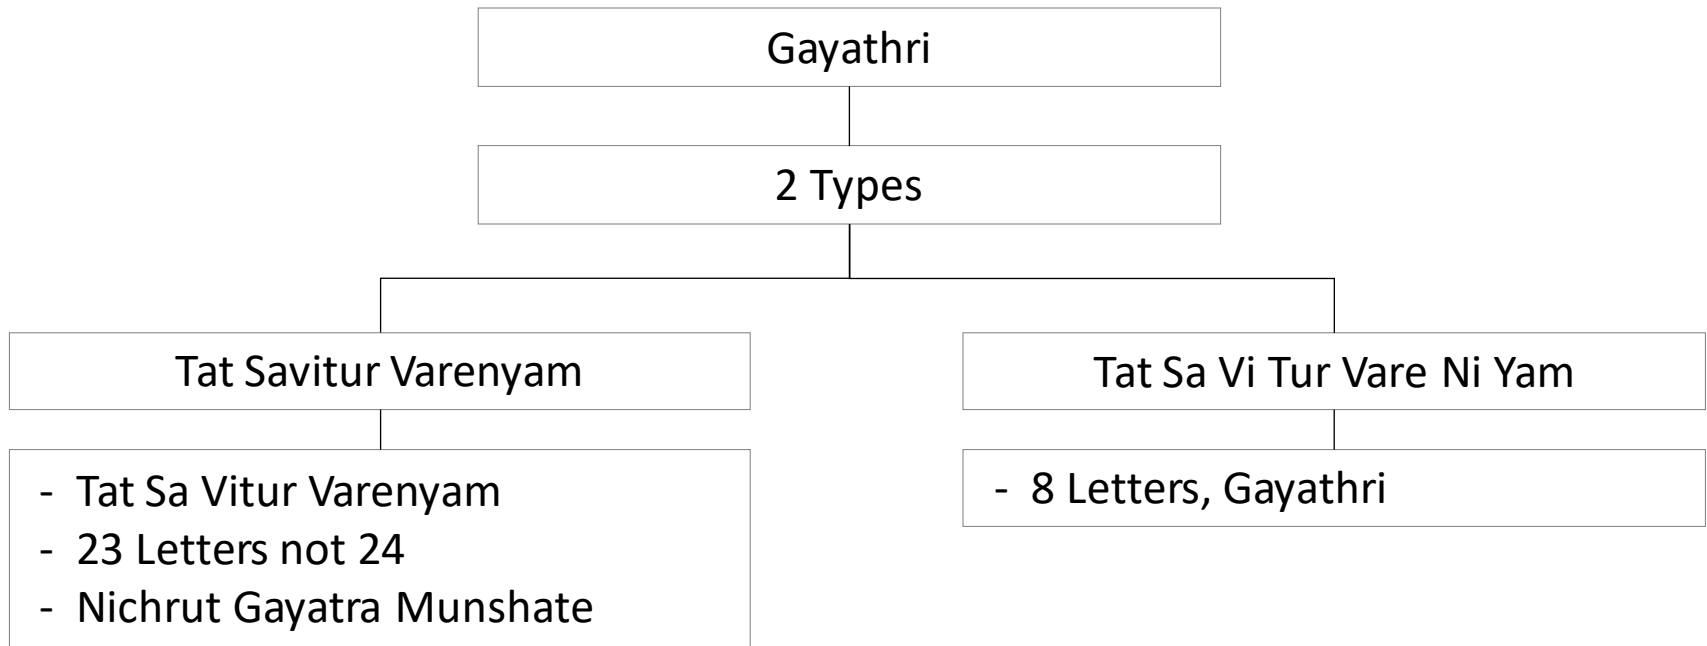 Gayathri
2 Types
Tat Savitur Varenyam
Tat Sa Vi Tur Vare Ni Yam
- Tat Sa Vitur Varenyam
- 23 Letters not 24
- Nichrut Gayatra Munshate
- 8 Letters, Gayathri